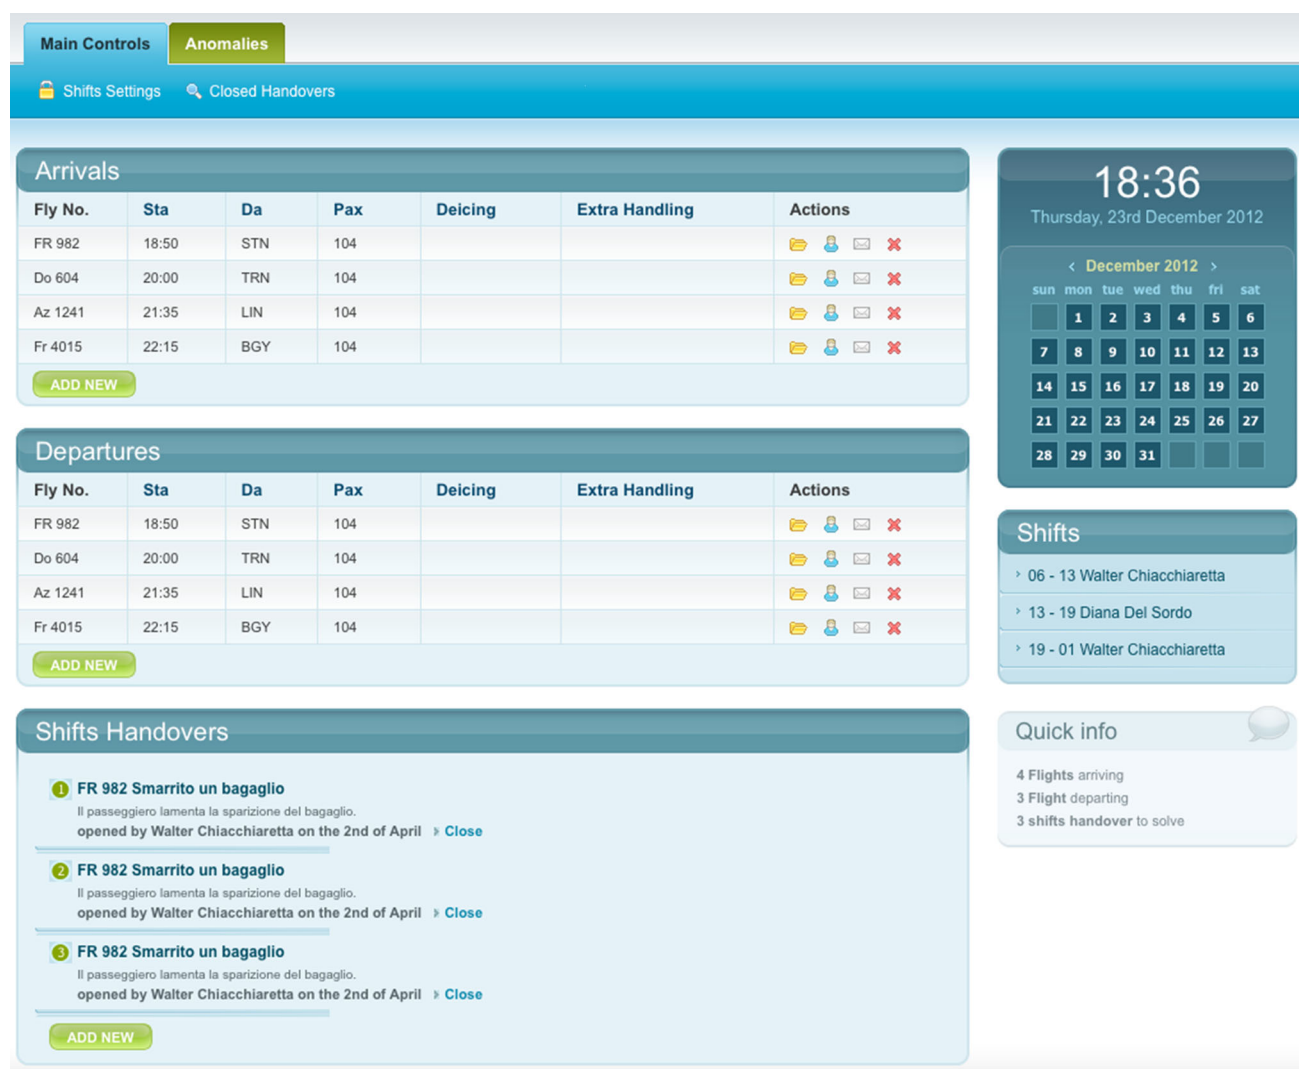 Main Controls Anomalies
Shifts Settings Closed Handovers
Arrivals
Fly No. Sta Da Pax Deicing Extra Handling Actions
FR 982 18:50 STN 104
Do 604 20:00 TRN 104
Az 1241 21:35 LIN 104
Fr 4015 22:15 BGY 104
ADD NEW
Departures
Fly No. Sta Da Pax Deicing Extra Handling Actions
FR 982 18:50 STN 104
Do 604 20:00 TRN 104
Az 1241 21:35 LIN 104
Fr 4015 22:15 BGY 104
ADD NEW
Shifts Handovers
1 FR 982 Smarrito un bagaglio
Il passeggiero lamenta la sparizione del bagaglio.
opened by Walter Chiacchiaretta on the 2nd of April Close
2 FR 982 Smarrito un bagaglio
Il passeggiero lamenta la sparizione del bagaglio.
opened by Walter Chiacchiaretta on the 2nd of April Close
3 FR 982 Smarrito un bagaglio
Il passeggiero lamenta la sparizione del bagaglio.
opened by Walter Chiacchiaretta on the 2nd of April Close
ADD NEW
18:36
Thursday, 23rd December 2012
‹ December 2012 ›
sun mon tue wed thu fri sat
1 2 3 4 5 6
7 8 9 10 11 12 13
14 15 16 17 18 19 20
21 22 23 24 25 26 27
28 29 30 31
Shifts
› 06 - 13 Walter Chiacchiaretta
› 13 - 19 Diana Del Sordo
› 19 - 01 Walter Chiacchiaretta
Quick info
4 Flights arriving
3 Flight departing
3 shifts handover to solve